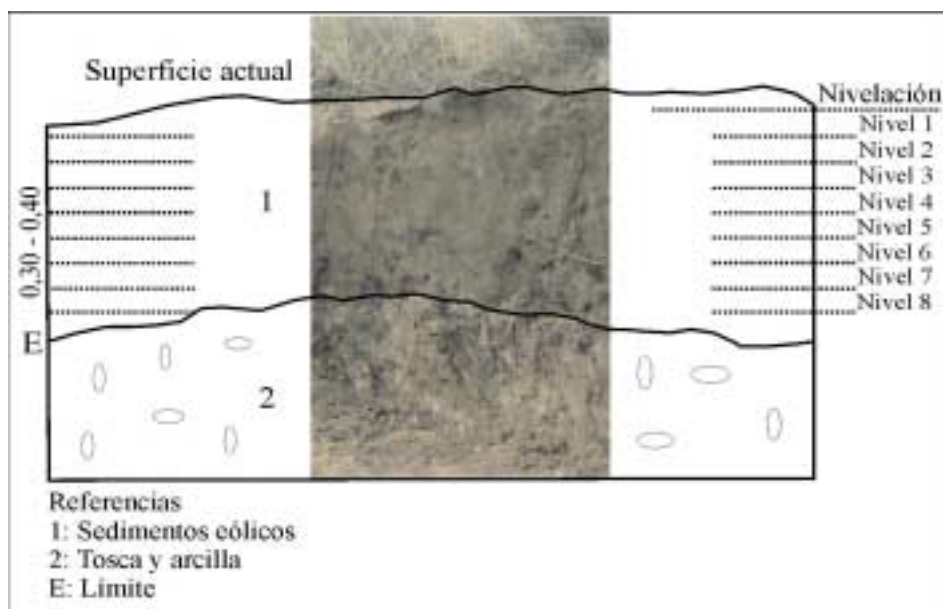 Superficie actual
Nivelación
Nivel 1
Nivel 2
Nivel 3
Nivel 4
Nivel 5
Nivel 6
Nivel 7
Nivel 8
0,30 - 0,40
E
1
2
Referencias
1: Sedimentos eólicos
2: Tosca y arcilla
E: Límite